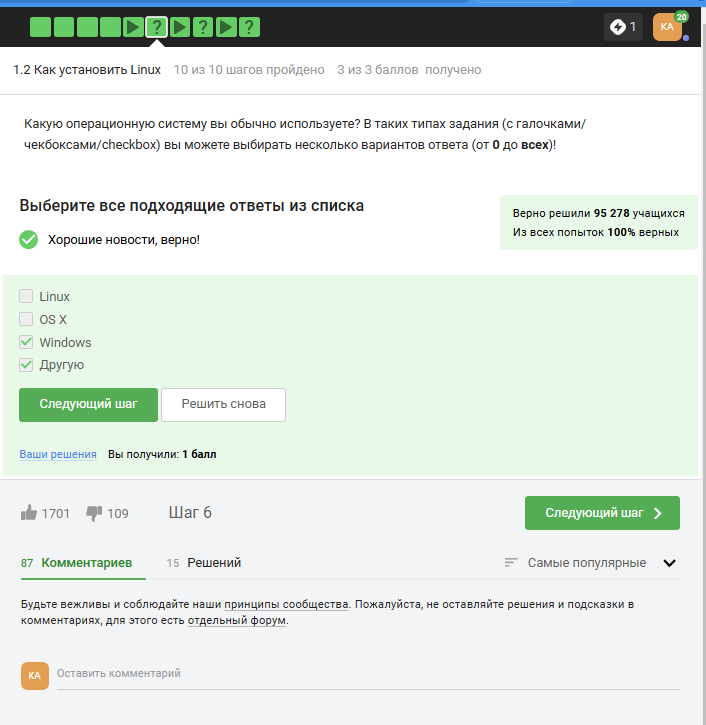 ?
?
?
1
КА
20
1.2 Как установить Linux 10 из 10 шагов пройдено 3 из 3 баллов получено
Какую операционную систему вы обычно используете? В таких типах задания (с галочками/
чекбоксами/checkbox) вы можете выбирать несколько вариантов ответа (от 0 до всех)!
Выберите все подходящие ответы из списка
Верно решили 95 278 учащихся
Из всех попыток 100% верных
Хорошие новости, верно!
Linux
OS X
Windows
Другую
Следующий шаг
Решить снова
Ваши решения Вы получили: 1 балл
1701 109 Шаг 6
Следующий шаг
87 Комментариев 15 Решений Самые популярные
Будьте вежливы и соблюдайте наши принципы сообщества. Пожалуйста, не оставляйте решения и подсказки в
комментариях, для этого есть отдельный форум.
КА Оставить комментарий